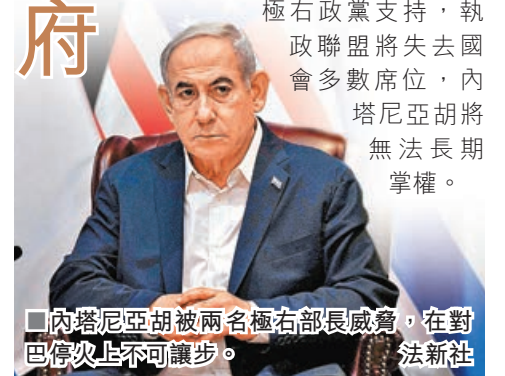 府
極右政黨支持，執
政聯盟將失去國
會多數席位，內
塔尼亞胡將
無法長期
掌權。
■內塔尼亞胡被兩名極右部長威脅，在對
巴停火上不可讓步。 法新社